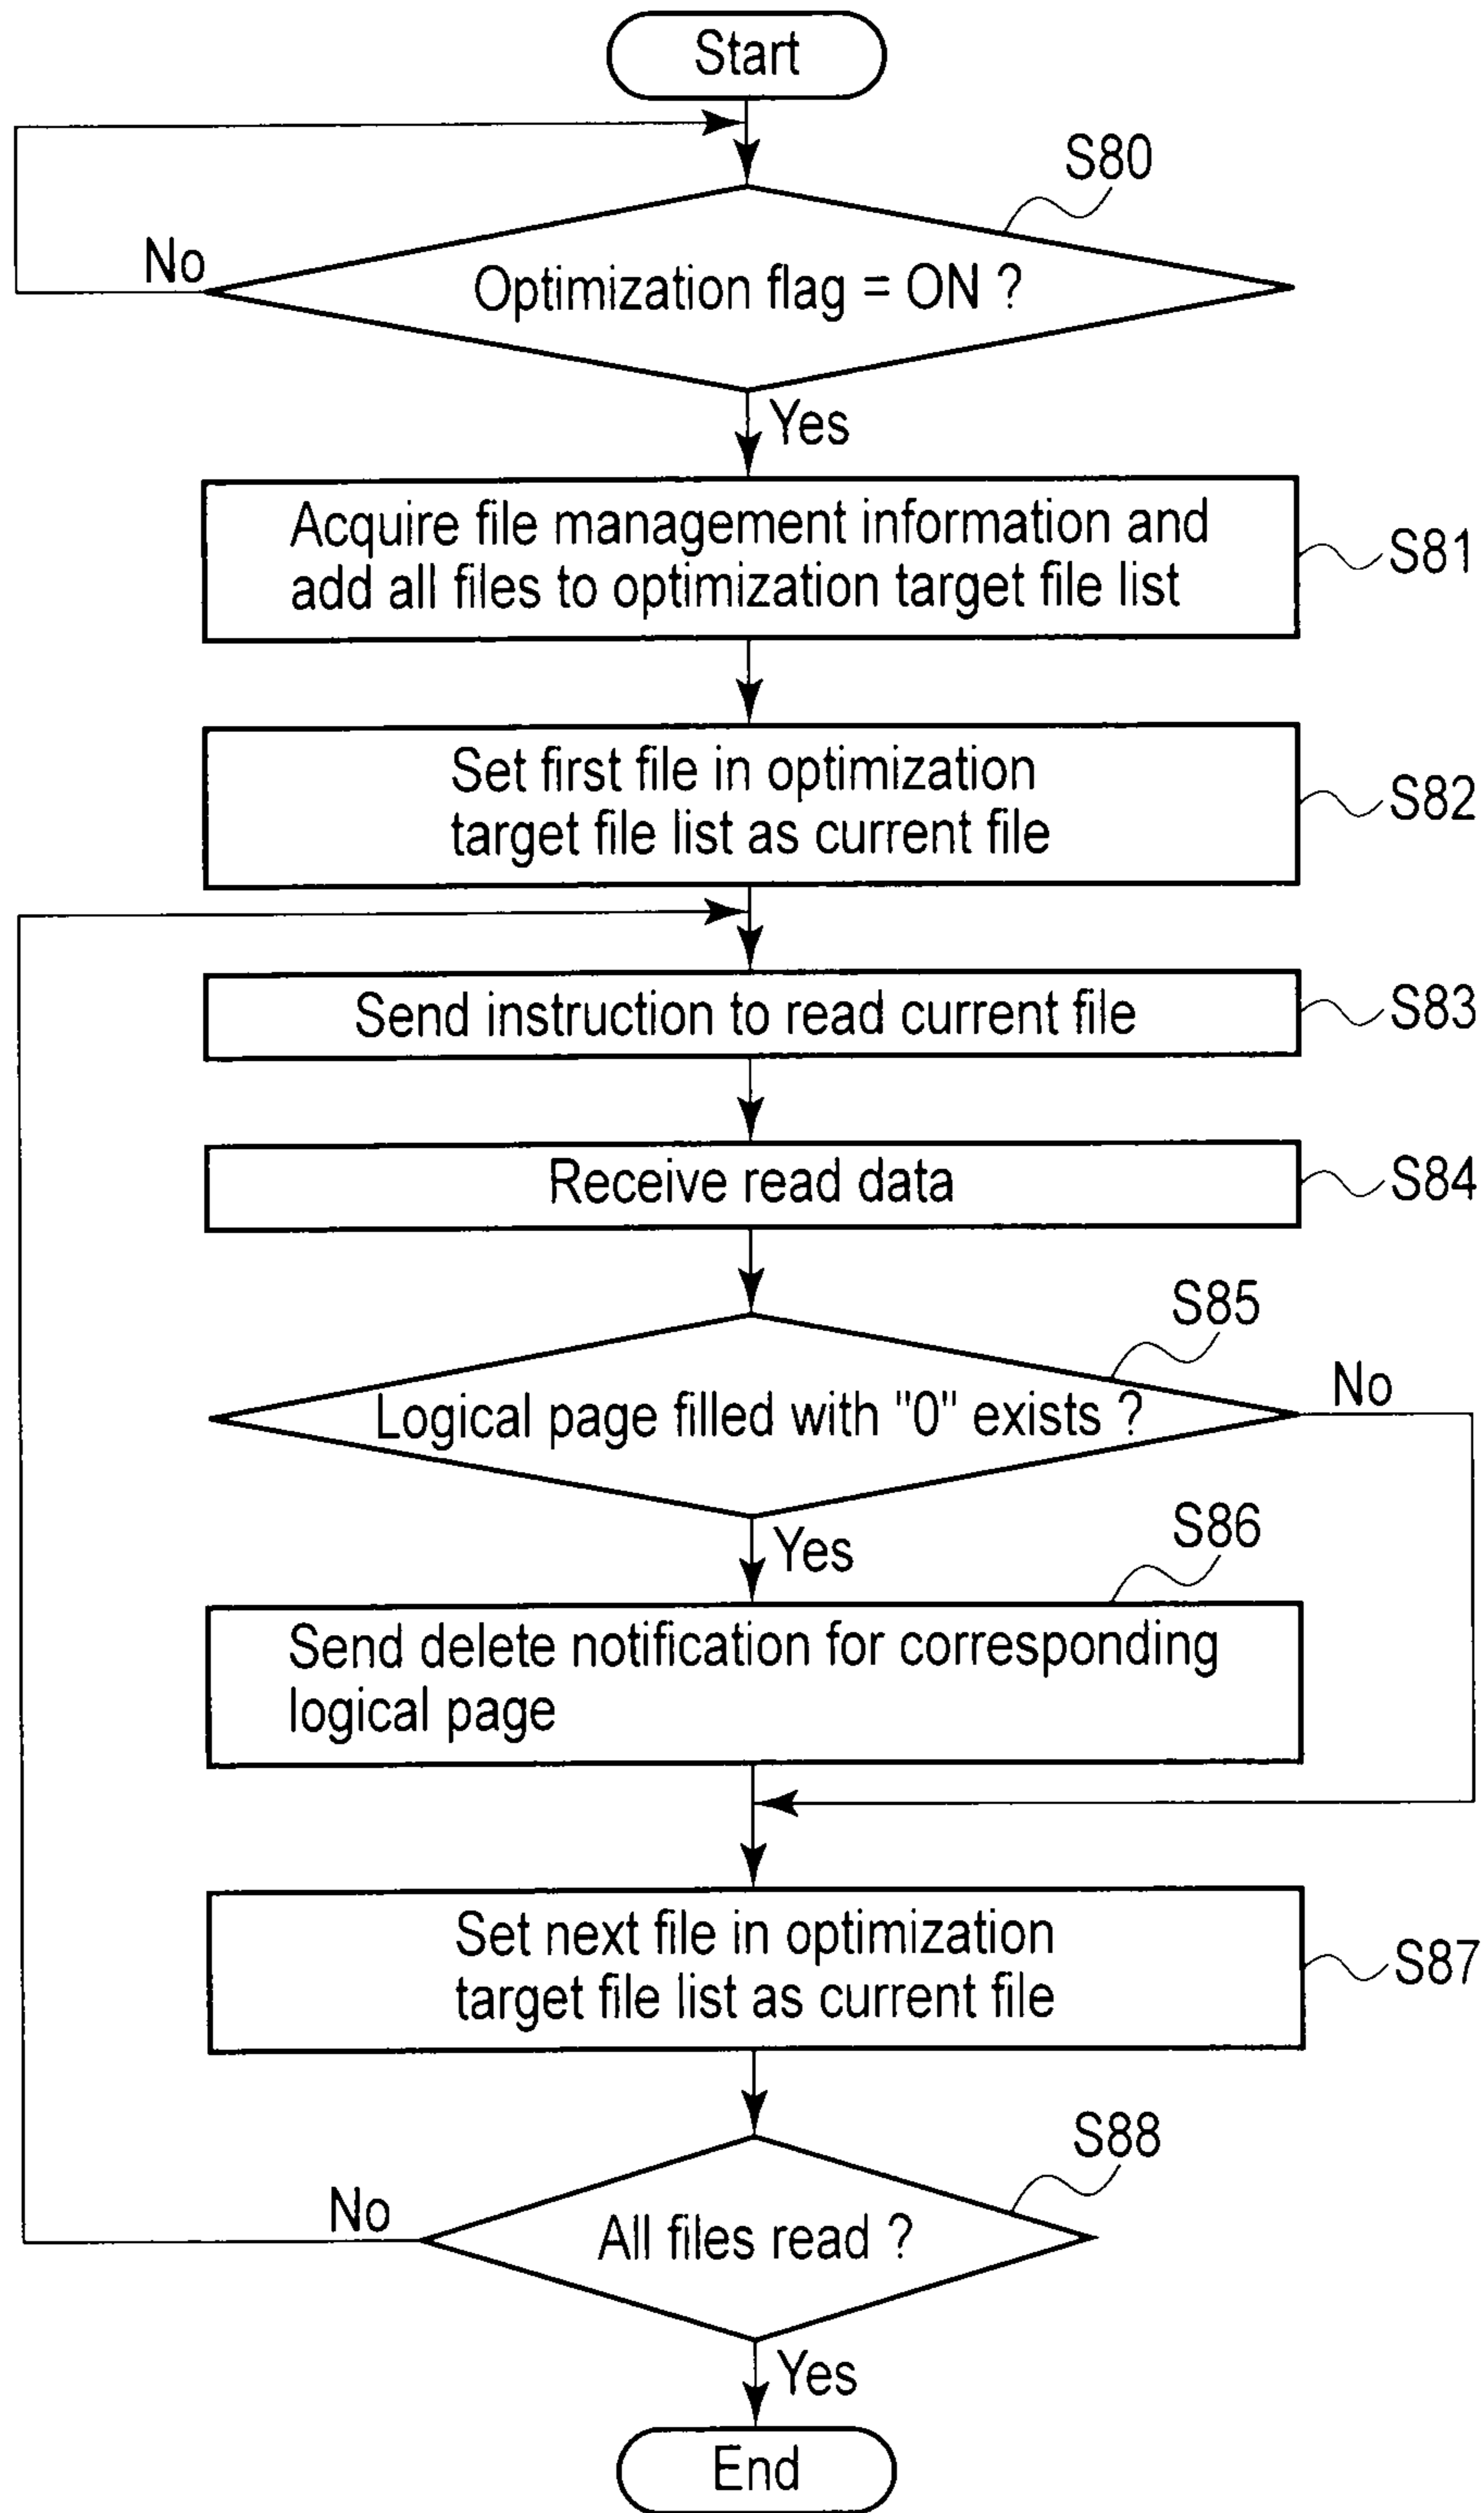 Start
S80
No
Optimization flag = ON ?
Yes
Acquire file management information and
add all files to optimization target file list
S81
Set first file in optimization
target file list as current file
S82
Send instruction to read current file
S83
Receive read data
S84
S85
No
Logical page filled with "0" exists ?
Yes
S86
Send delete notification for corresponding
logical page
Set next file in optimization
target file list as current file
S87
S88
No
All files read ?
Yes
End